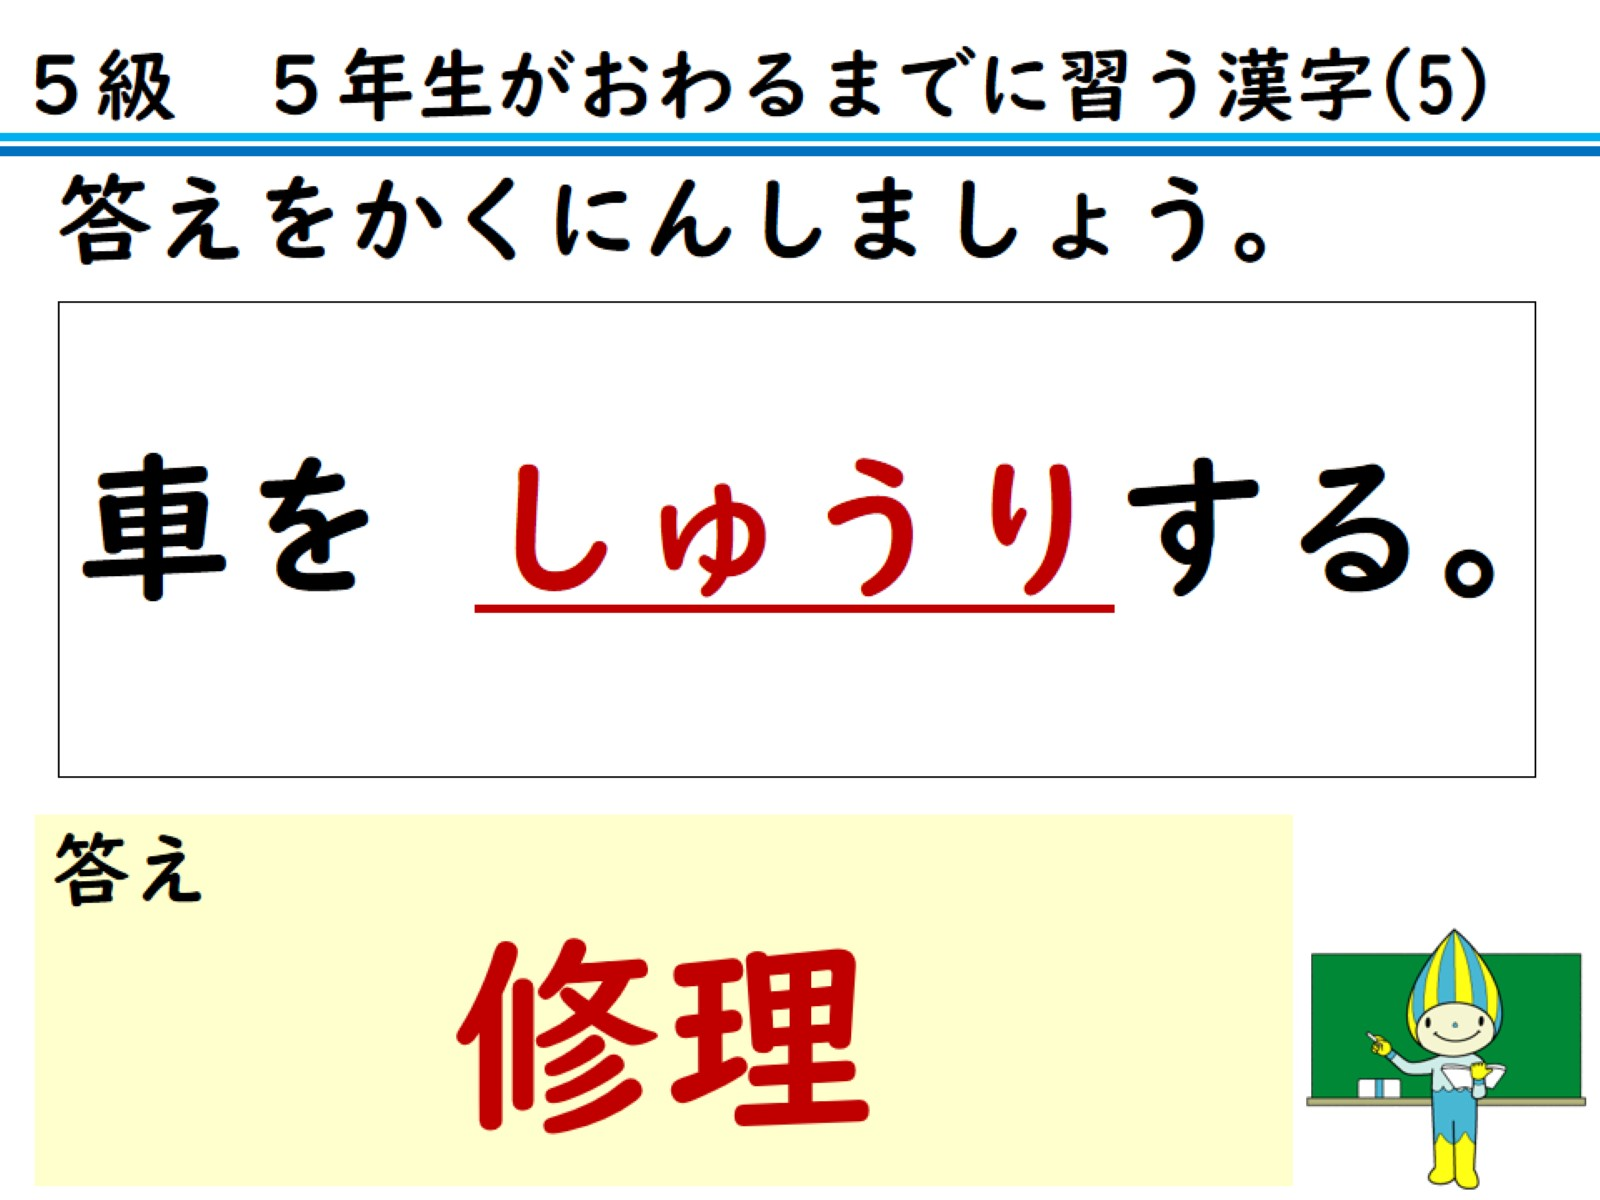 ５級　５年生がおわるまでに習う漢字(5)
答えをかくにんしましょう。
車を しゅうりする。
答え
修理